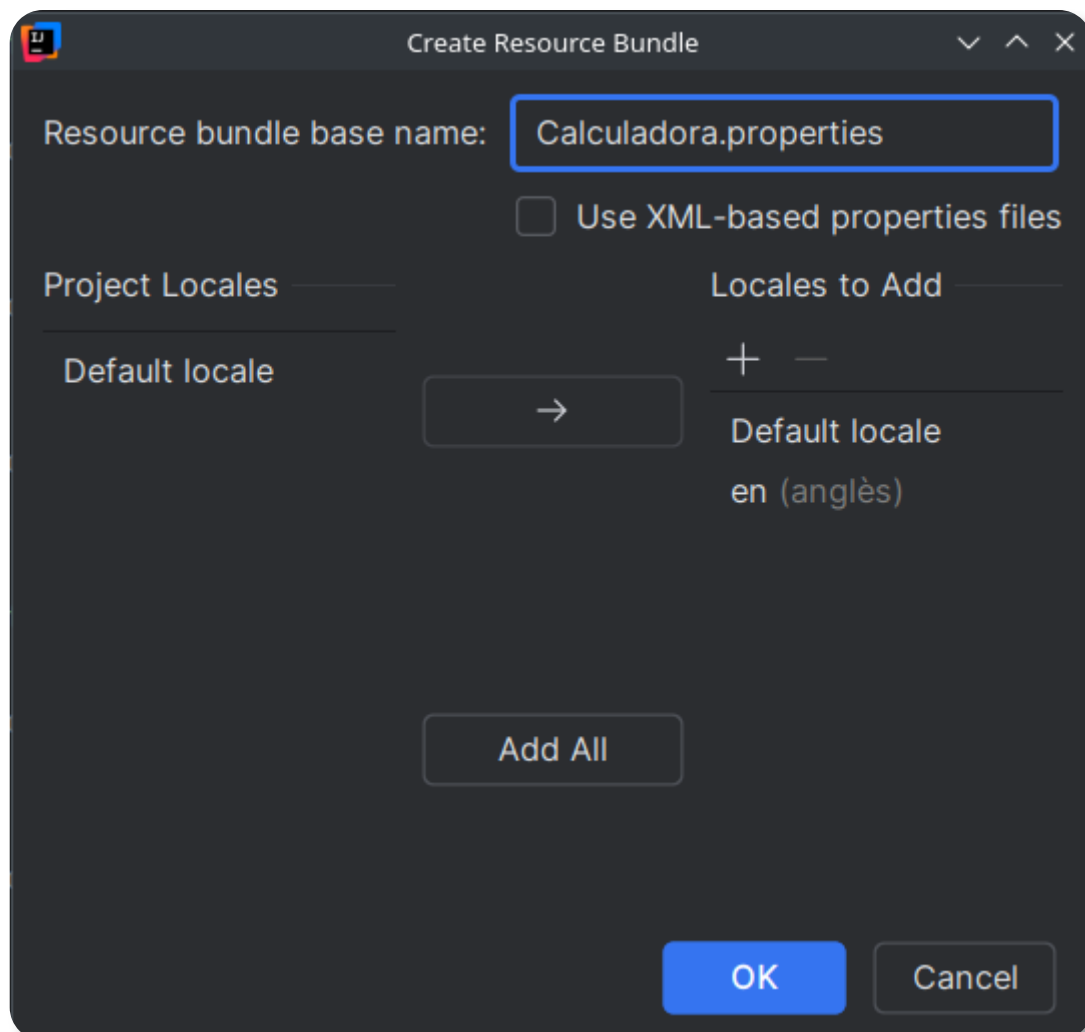 IJ
Create Resource Bundle
Resource bundle base name: Calculadora.properties
Use XML-based properties files
Project Locales
Locales to Add
Default locale
→
Default locale
en (anglès)
Add All
OK Cancel